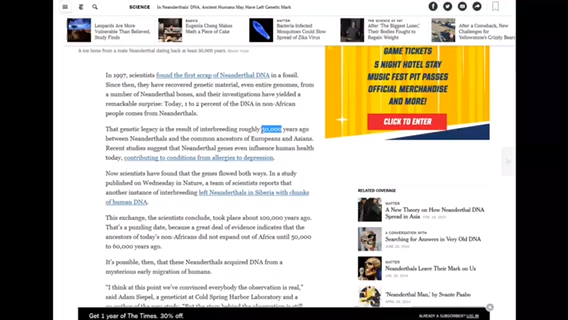 SCIENCE
In Neanderthals' DNA, Ancient Humans May Have Left Genetic Mark
Leopards Are More
Vulnerable Than Believed,
Study Finds
BASICS
Eugenia Cheng Makes
Math a Piece of Cake
MATTER
Bacteria Infected
Mosquitoes Could Slow
Spread of Zika Virus
THE SCIENCE OF FAT
After 'The Biggest Loser,'
Their Bodies Fought to
Regain Weight
After a Comeback, New
Challenges for
Yellowstone's Grizzly Bears
A toe bone from a male Neanderthal dating back at least 50,000 years.
In 1997, scientists found the first scrap of Neanderthal DNA in a fossil.
Since then, they have recovered genetic material, even entire genomes, from
a number of Neanderthal bones, and their investigations have yielded a
remarkable surprise: Today, 1 to 2 percent of the DNA in non-African
people comes from Neanderthals.
That genetic legacy is the result of interbreeding roughly 50,000 years ago
between Neanderthals and the common ancestors of Europeans and Asians.
Recent studies suggest that Neanderthal genes even influence human health
today, contributing to conditions from allergies to depression.
Now scientists have found that the genes flowed both ways. In a study
published on Wednesday in Nature, a team of scientists reports that
another instance of interbreeding left Neanderthals in Siberia with chunks
of human DNA.
This exchange, the scientists conclude, took place about 100,000 years ago.
That's a puzzling date, because a great deal of evidence indicates that the
ancestors of today's non-Africans did not expand out of Africa until 50,000
to 60,000 years ago.
It's possible, then, that these Neanderthals acquired DNA from a
mysterious early migration of humans.
"I think at this point we've convinced everybody the observation is real,"
said Adam Siepel, a geneticist at Cold Spring Harbor Laboratory and a
GAME TICKETS
5 NIGHT HOTEL STAY
MUSIC FEST PIT PASSES
OFFICIAL MERCHANDISE
AND MORE!
CLICK TO ENTER
RELATED COVERAGE
MATTER
A New Theory on How Neanderthal DNA
Spread in Asia
A CONVERSATION WITH
Searching for Answers in Very Old DNA
MATTER
Neanderthals Leave Their Mark on Us
'Neanderthal Man,' by Svante Paabo
Get 1 year of The Times. 30% off.
ALREADY A SUBSCRIBER? LOG IN